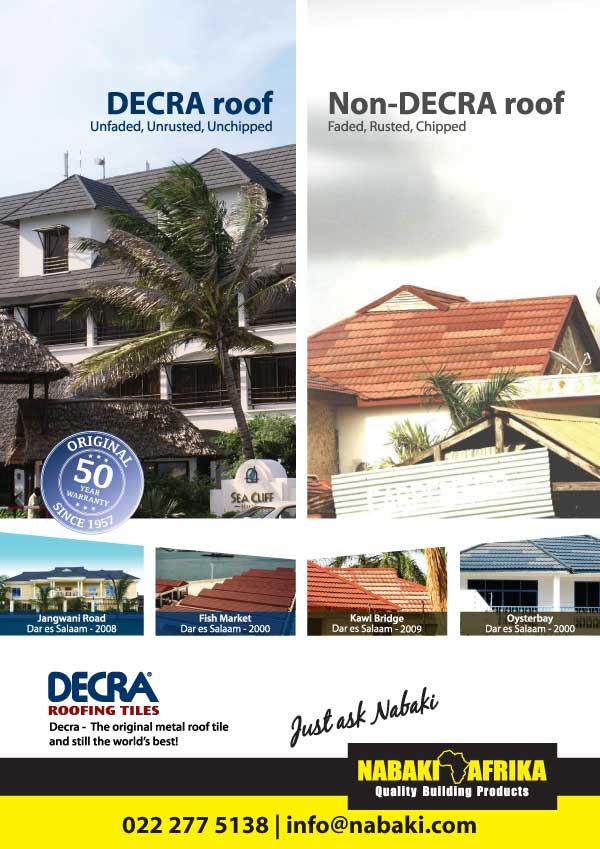 DECRA roof
Unfaded, Unrusted, Unchipped
Non-DECRA roof
Faded, Rusted, Chipped
ORIGINAL
50
YEAR
WARRANTY
SINCE 1957
SEA CLIFF
Jangwani Road
Dar es Salaam - 2008
Fish Market
Dar es Salaam - 2000
Kawi Bridge
Dar es Salaam - 2009
Oysterbay
Dar es Salaam - 2000
DECRA®
ROOFING TILES
Decra - The original metal roof tile
and still the world's best!
Just ask Nabaki
NABAKI AFRIKA
Quality Building Products
022 277 5138 | info@nabaki.com